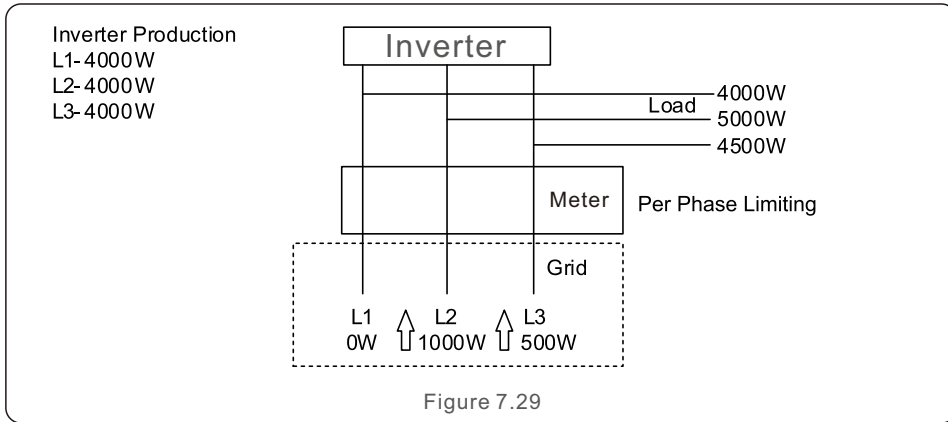 Inverter Production
L1-4000W
L2-4000W
L3-4000W
Inverter
Load
4000W
5000W
4500W
Meter
Per Phase Limiting
Grid
L1 L2 L3
0W 1000W 500W
Figure 7.29